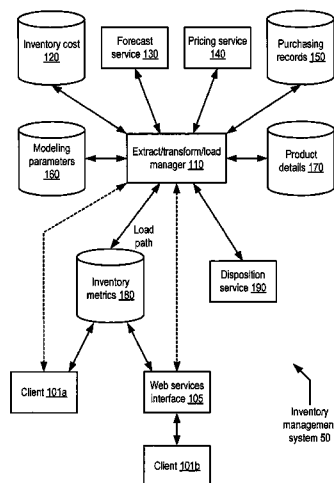 Inventory cost
120
Forecast
service 130
Pricing service
140
Purchasing
records 150
Modeling
parameters
160
Extract/transform/load
manager 110
Product
details
170
Load
path
Inventory
metrics 180
Disposition
service 190
Client 101a
Web services
interface 105
Inventory
management
system 50
Client 101b